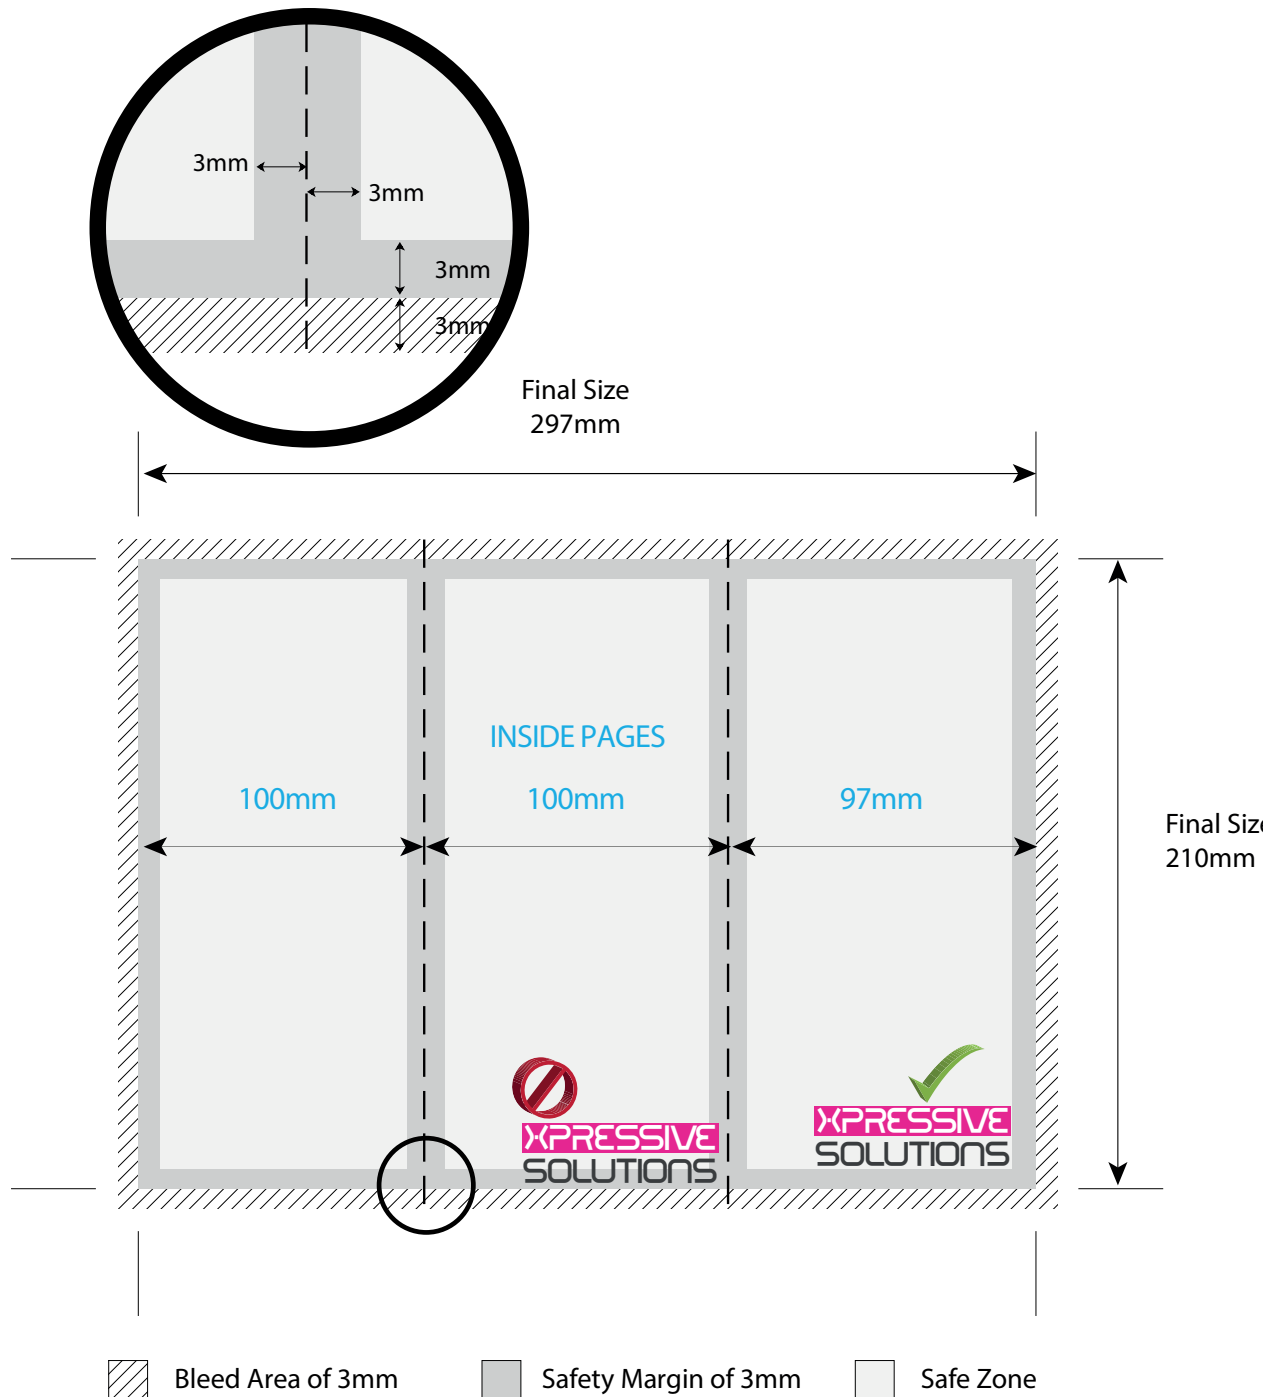 3mm
3mm
3mm
3mm
Final Size
297mm
INSIDE PAGES
100mm
100mm
97mm
Final Size
210mm
XPRESSIVE
SOLUTIONS
XPRESSIVE
SOLUTIONS
Bleed Area of 3mm
Safety Margin of 3mm
Safe Zone